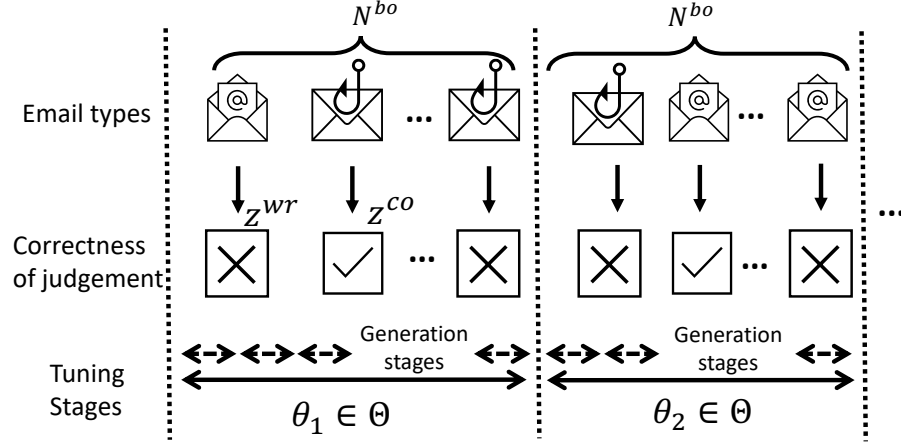 N^{bo} N^{bo}
Email types @ ... @ ... @
z^{wr} z^{co}
Correctness
of judgement ... ... ...
Generation
stages
Generation
stages
Tuning
Stages
θ_1 ∈ Θ θ_2 ∈ Θ